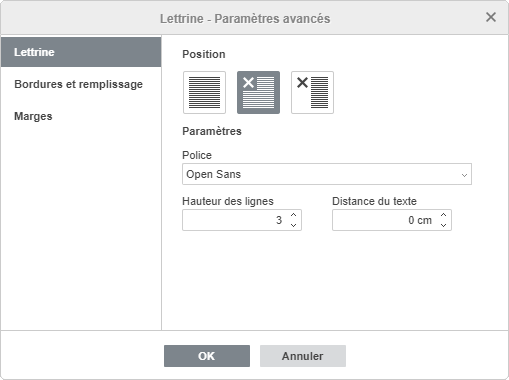 Lettrine - Paramètres avancés
Lettrine
Bordures et remplissage
Marges
Position
Paramètres
Police
Open Sans
Hauteur des lignes
Distance du texte
3
0 cm
OK
Annuler